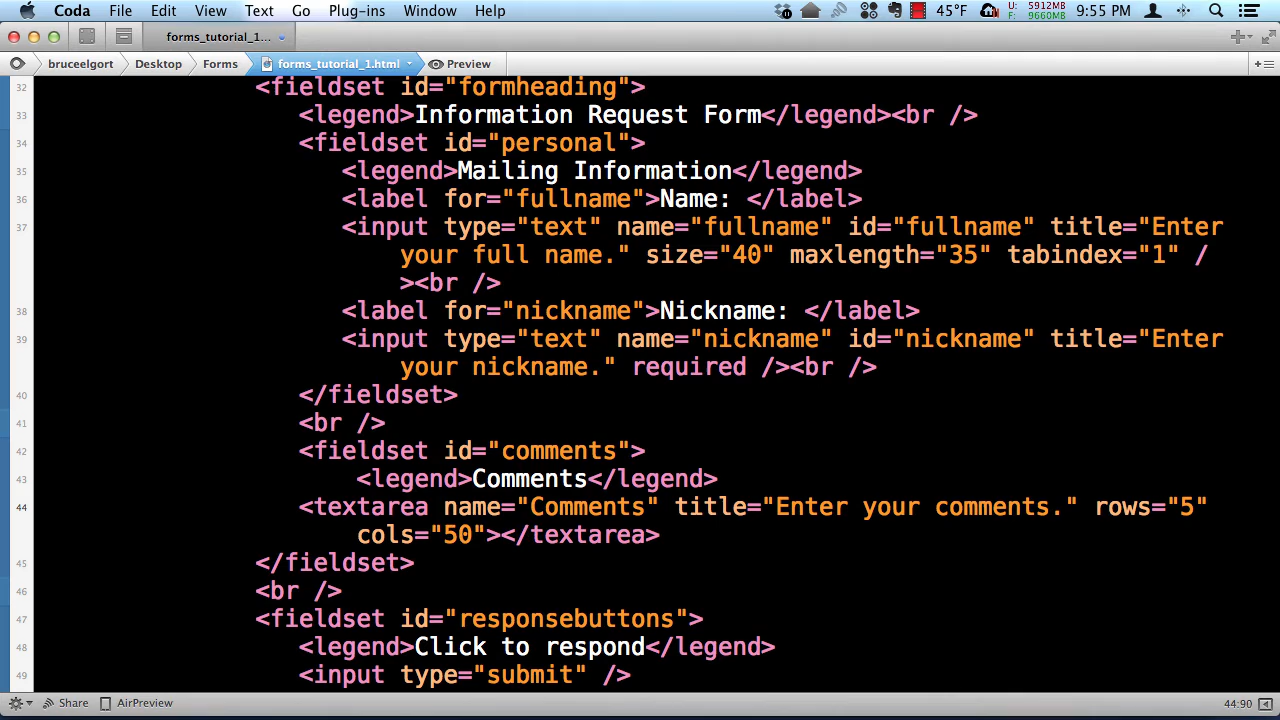 Coda File Edit View Text Go Plug-ins Window Help 45°F U: 5912MB F: 9660MB 9:55 PM
forms_tutorial_1...
bruceelgort Desktop Forms forms_tutorial_1.html Preview
32 <fieldset id="formheading">
33 <legend>Information Request Form</legend><br />
34 <fieldset id="personal">
35 <legend>Mailing Information</legend>
36 <label for="fullname">Name: </label>
37 <input type="text" name="fullname" id="fullname" title="Enter
your full name." size="40" maxlength="35" tabindex="1" /
><br />
38 <label for="nickname">Nickname: </label>
39 <input type="text" name="nickname" id="nickname" title="Enter
your nickname." required /><br />
40 </fieldset>
41 <br />
42 <fieldset id="comments">
43 <legend>Comments</legend>
44 <textarea name="Comments" title="Enter your comments." rows="5"
cols="50"></textarea>
45 </fieldset>
46 <br />
47 <fieldset id="responsebuttons">
48 <legend>Click to respond</legend>
49 <input type="submit" />
Share AirPreview 44:90